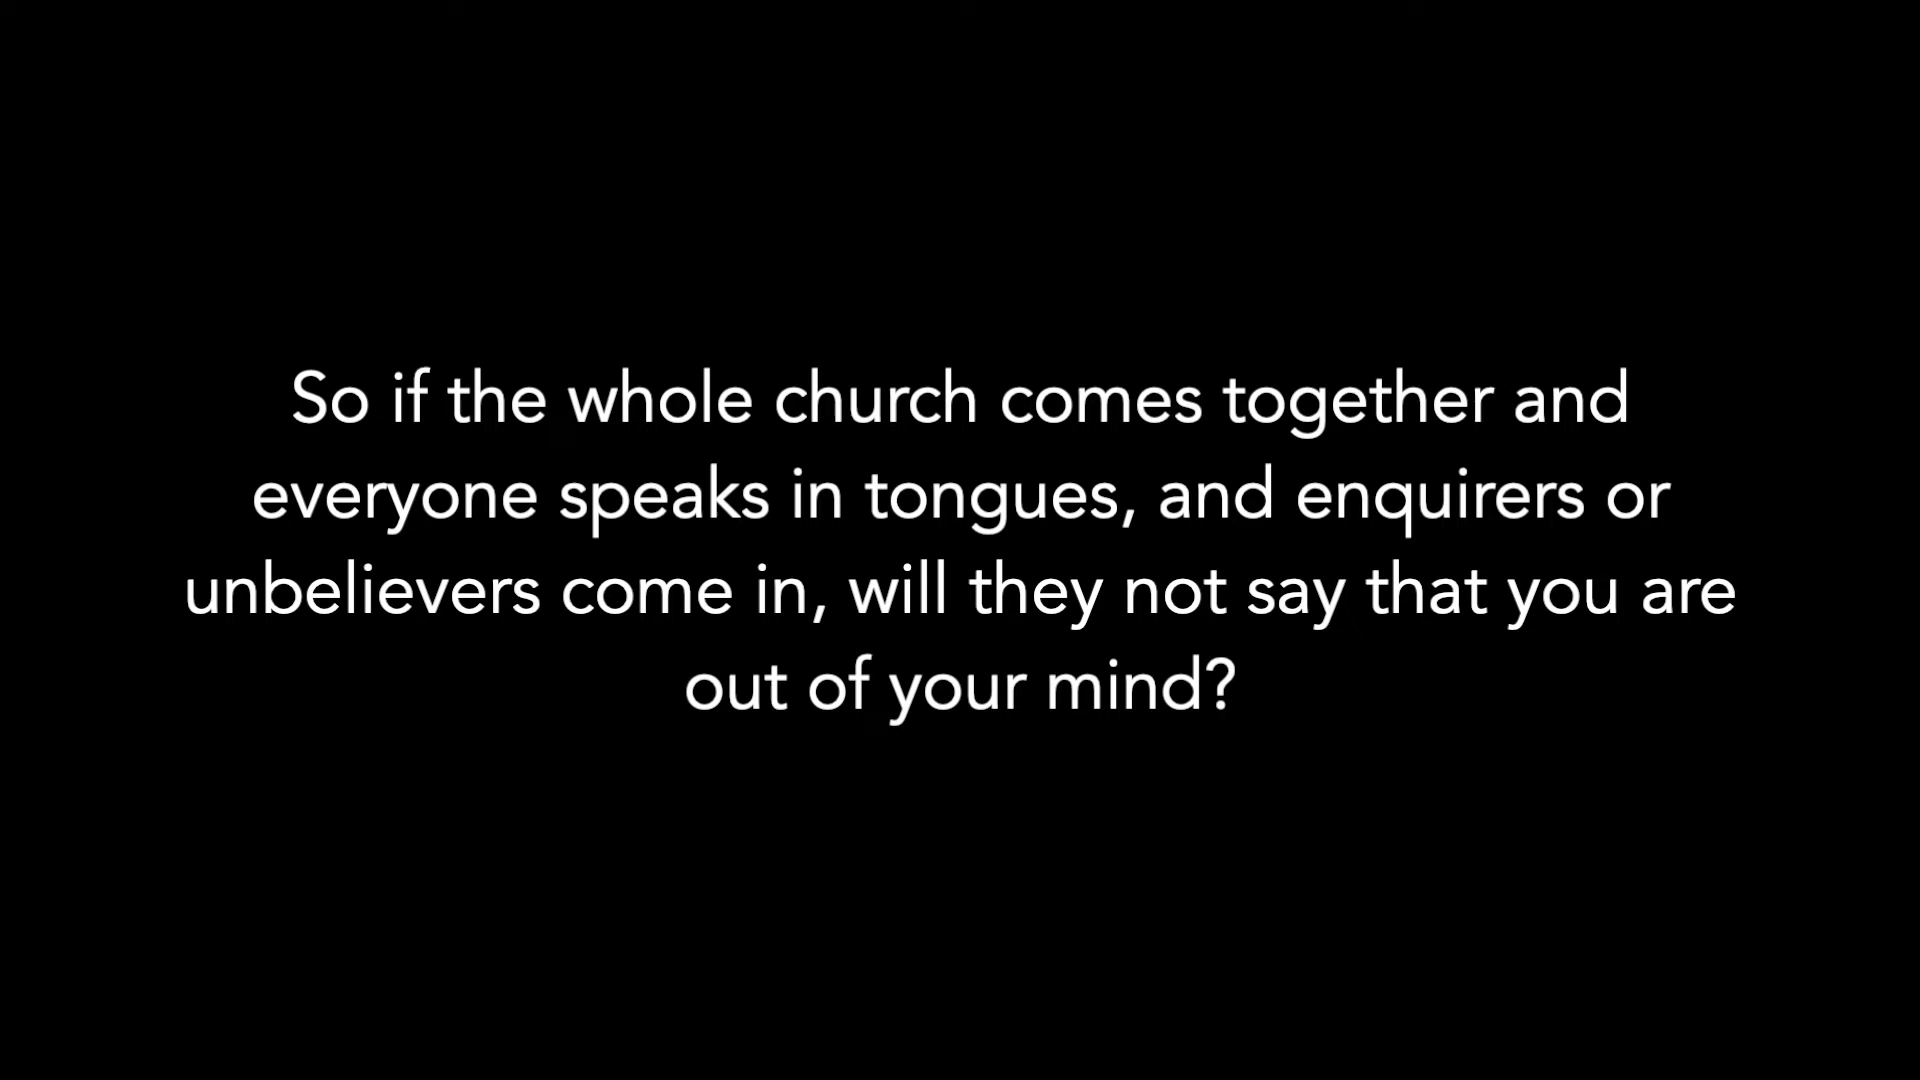 So if the whole church comes together and
everyone speaks in tongues, and enquirers or
unbelievers come in, will they not say that you are
out of your mind?